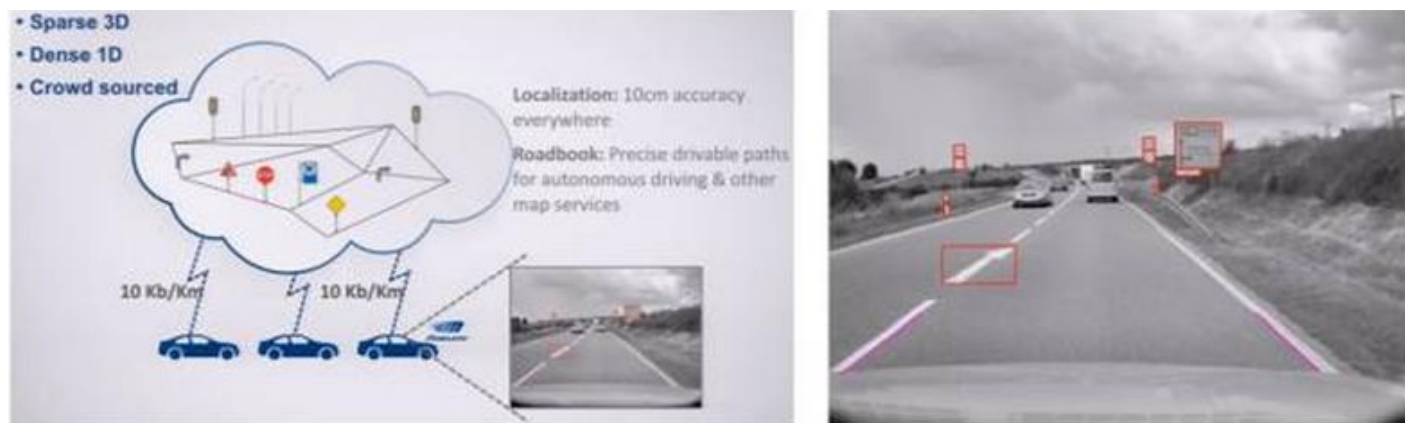 • Sparse 3D
• Dense 1D
• Crowd sourced
Localization: 10cm accuracy
everywhere
Roadbook: Precise drivable paths
for autonomous driving & other
map services
STOP
10 Kb/Km
10 Kb/Km